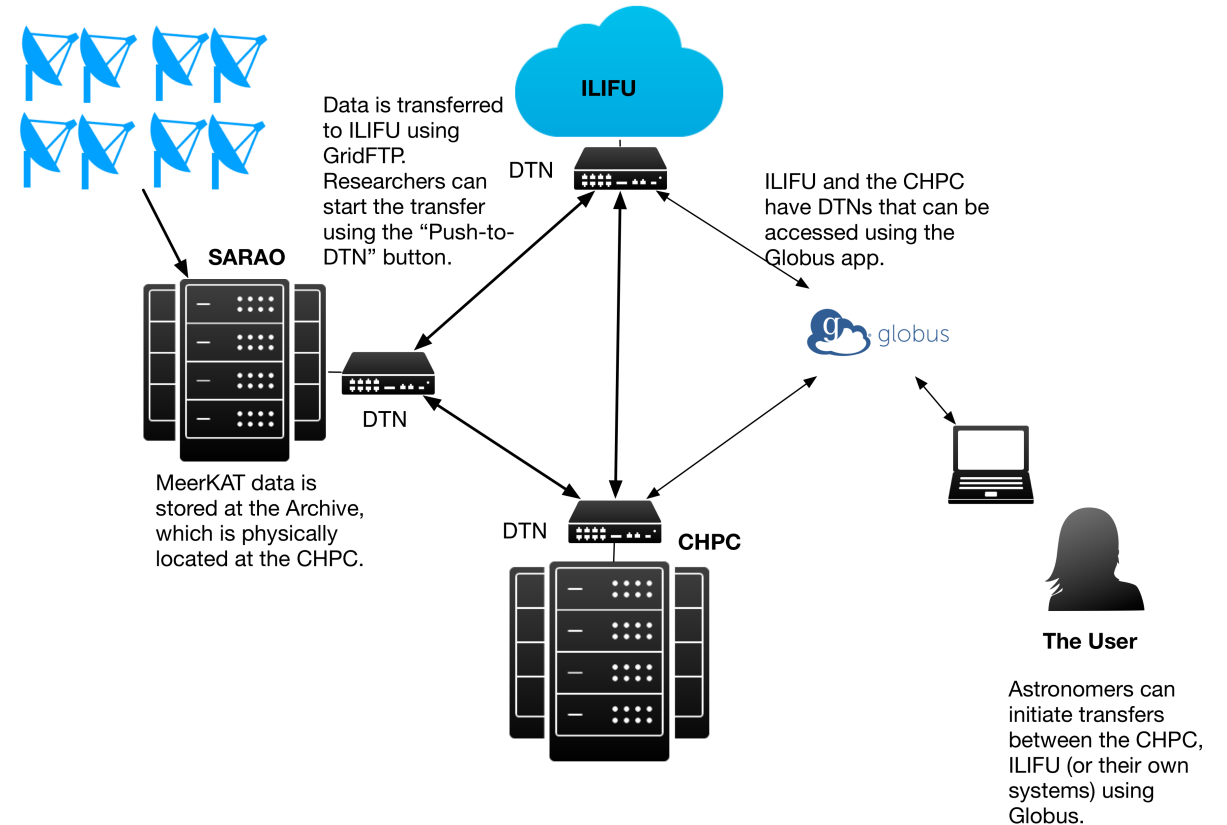 ILIFU
Data is transferred
to ILIFU using
GridFTP.
Researchers can
start the transfer
using the “Push-to-
DTN” button.
DTN
ILIFU and the CHPC
have DTNs that can be
accessed using the
Globus app.
SARAO
g globus
DTN
MeerKAT data is
stored at the Archive,
which is physically
located at the CHPC.
DTN
CHPC
The User
Astronomers can
initiate transfers
between the CHPC,
ILIFU (or their own
systems) using
Globus.